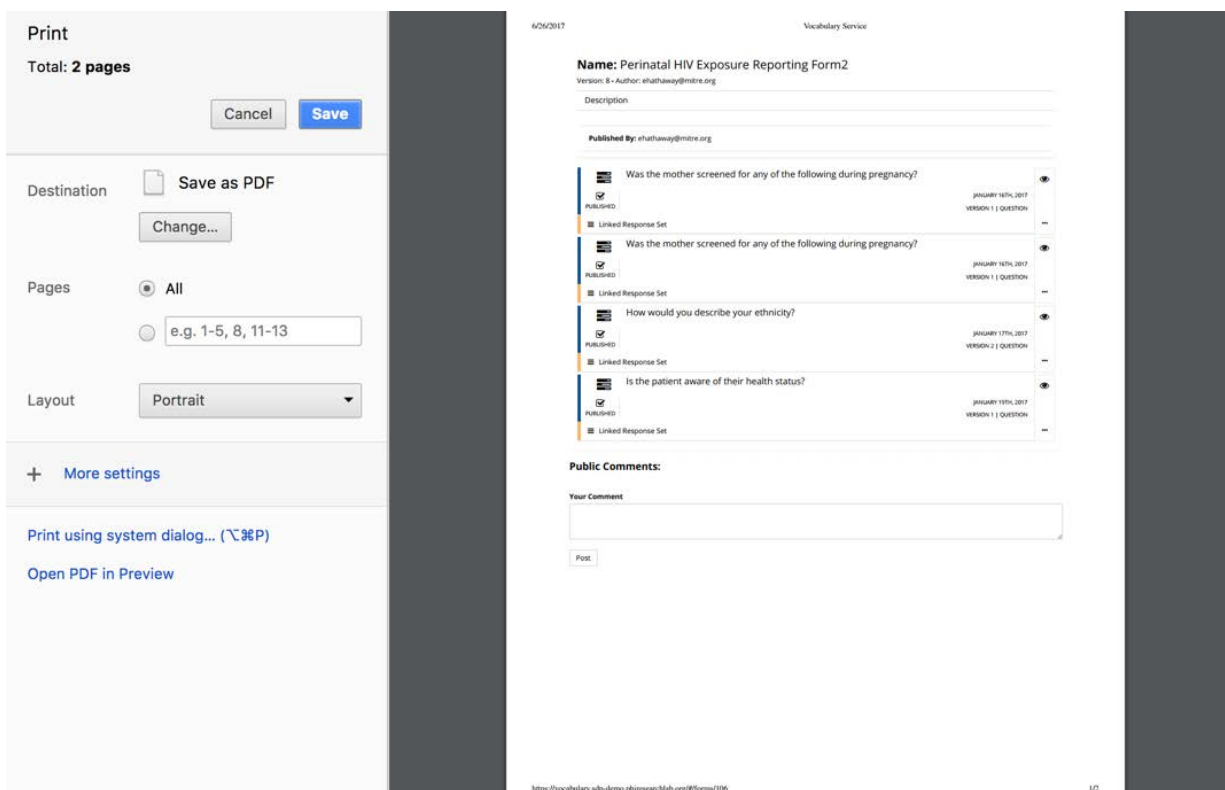 Print
Total: 2 pages
Cancel Save
Destination Save as PDF
Change...
Pages All
e.g. 1-5, 8, 11-13
Layout Portrait
+ More settings
Print using system dialog... (⌥⌘P)
Open PDF in Preview
6/26/2017 Vocabulary Service
Name: Perinatal HIV Exposure Reporting Form2
Version: 8 • Author: ehathaway@mitre.org
Description
Published By: ehathaway@mitre.org
Was the mother screened for any of the following during pregnancy?
PUBLISHED
JANUARY 16TH, 2017
VERSION 1 | QUESTION
Linked Response Set
Was the mother screened for any of the following during pregnancy?
PUBLISHED
JANUARY 16TH, 2017
VERSION 1 | QUESTION
Linked Response Set
How would you describe your ethnicity?
PUBLISHED
JANUARY 17TH, 2017
VERSION 2 | QUESTION
Linked Response Set
Is the patient aware of their health status?
PUBLISHED
JANUARY 19TH, 2017
VERSION 1 | QUESTION
Linked Response Set
Public Comments:
Your Comment
Post
1/2